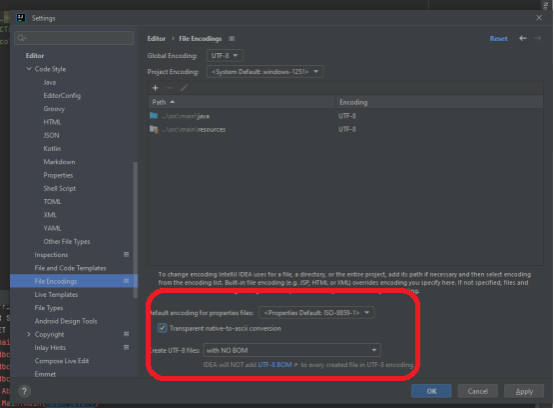 Settings
Editor
Code Style
Java
EditorConfig
Groovy
HTML
JSON
Kotlin
Markdown
Properties
Shell Script
TOML
XML
YAML
Other File Types
Inspections
File and Code Templates
File Encodings
Live Templates
File Types
Android Design Tools
Copyright
Inlay Hints
Compose Live Edit
Emmet
Editor › File Encodings
Reset
Global Encoding: UTF-8
Project Encoding: <System Default: windows-1251>
Path Encoding
...\src\main\java UTF-8
...\src\main\resources UTF-8
To change encoding IntelliJ IDEA uses for a file, a directory, or the entire project, add its path if necessary and then select encoding
from the encoding list. Built-in file encoding (e.g. JSP, HTML or XML) overrides encoding you specify here. If not specified, files and
Default encoding for properties files: <Properties Default: ISO-8859-1>
Transparent native-to-ascii conversion
Create UTF-8 files: with NO BOM
IDEA will NOT add UTF-8 BOM ↗ to every created file in UTF-8 encoding
? OK Cancel Apply